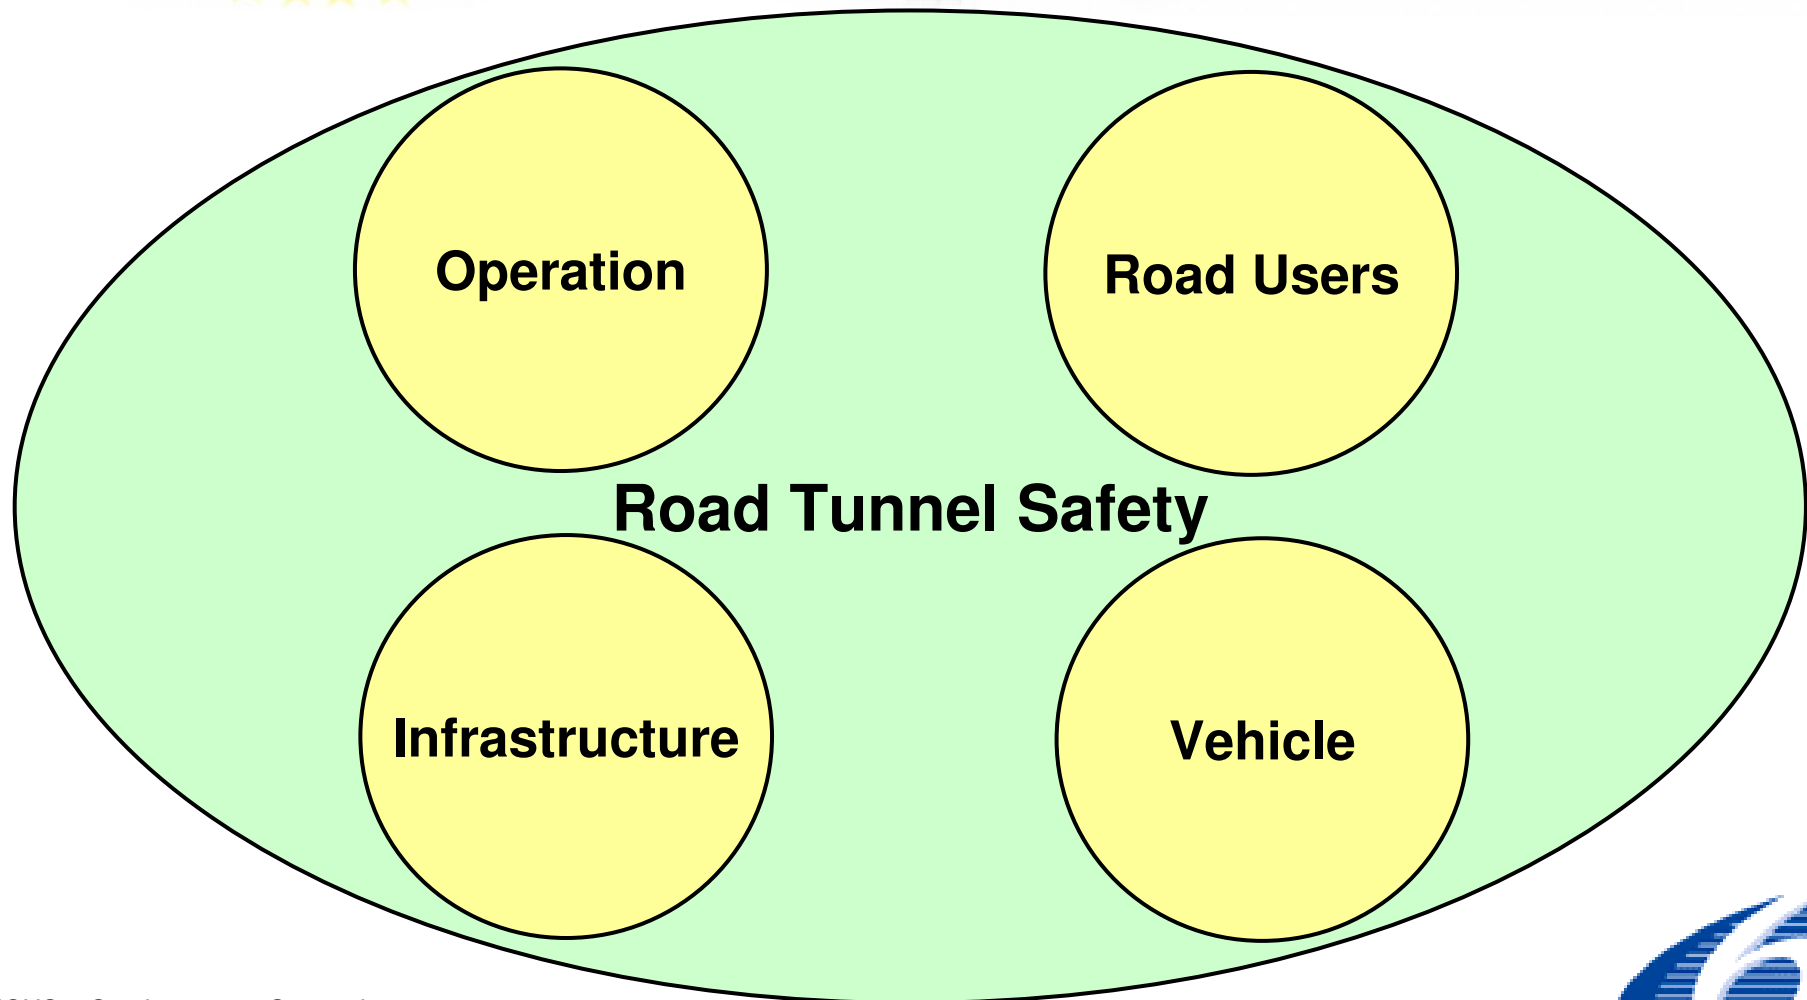 Operation
Road Users
Road Tunnel Safety
Infrastructure
Vehicle